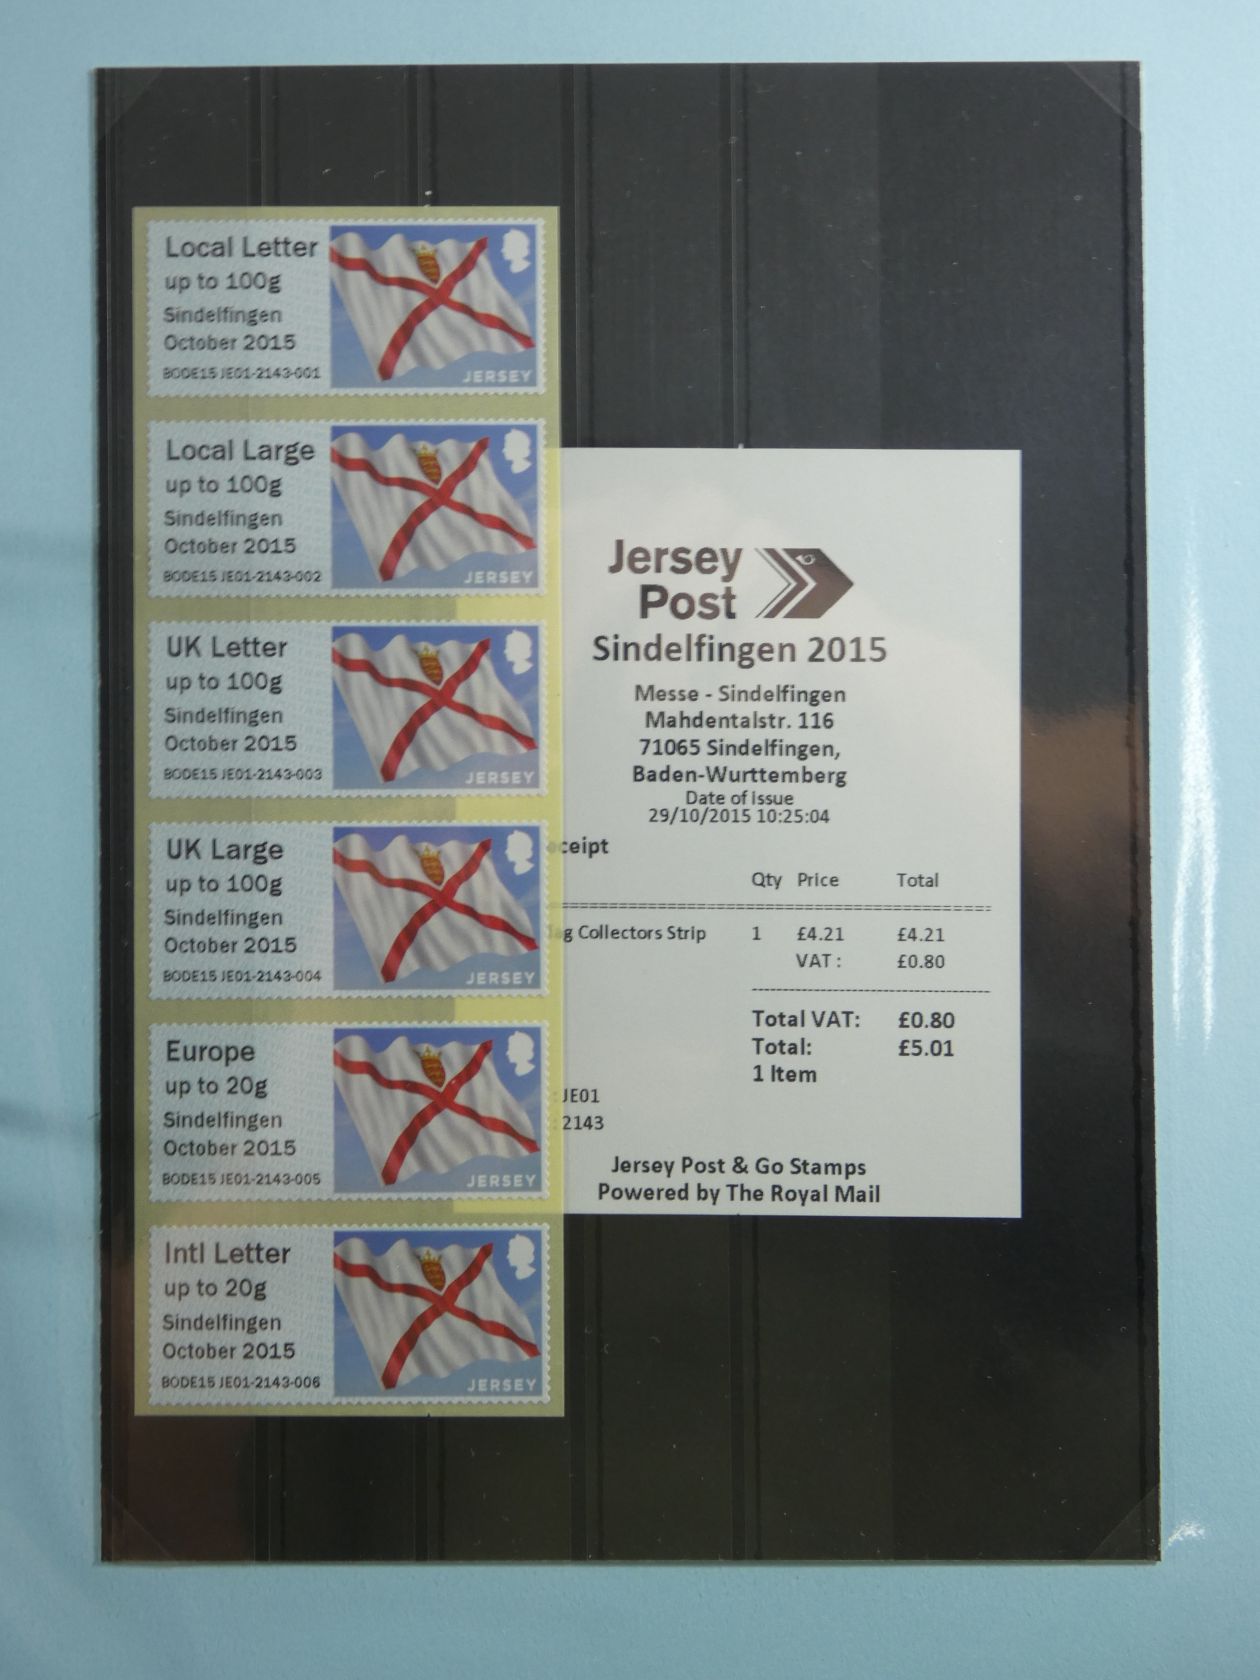 Local Letter
up to 100g
Sindelfingen
October 2015
BODE15 JE01-2143-001
JERSEY
Local Large
up to 100g
Sindelfingen
October 2015
BODE15 JE01-2143-002
JERSEY
UK Letter
up to 100g
Sindelfingen
October 2015
BODE15 JE01-2143-003
JERSEY
UK Large
up to 100g
Sindelfingen
October 2015
BODE15 JE01-2143-004
JERSEY
Europe
up to 20g
Sindelfingen
October 2015
BODE15 JE01-2143-005
JERSEY
Intl Letter
up to 20g
Sindelfingen
October 2015
BODE15 JE01-2143-006
JERSEY
Jersey
Post
Sindelfingen 2015
Messe - Sindelfingen
Mahdentalstr. 116
71065 Sindelfingen,
Baden-Wurttemberg
Date of Issue
29/10/2015 10:25:04
Qty Price Total
Collectors Strip 1 £4.21 £4.21
VAT : £0.80
Total VAT: £0.80
Total: £5.01
1 Item
: JE01
: 2143
Jersey Post & Go Stamps
Powered by The Royal Mail